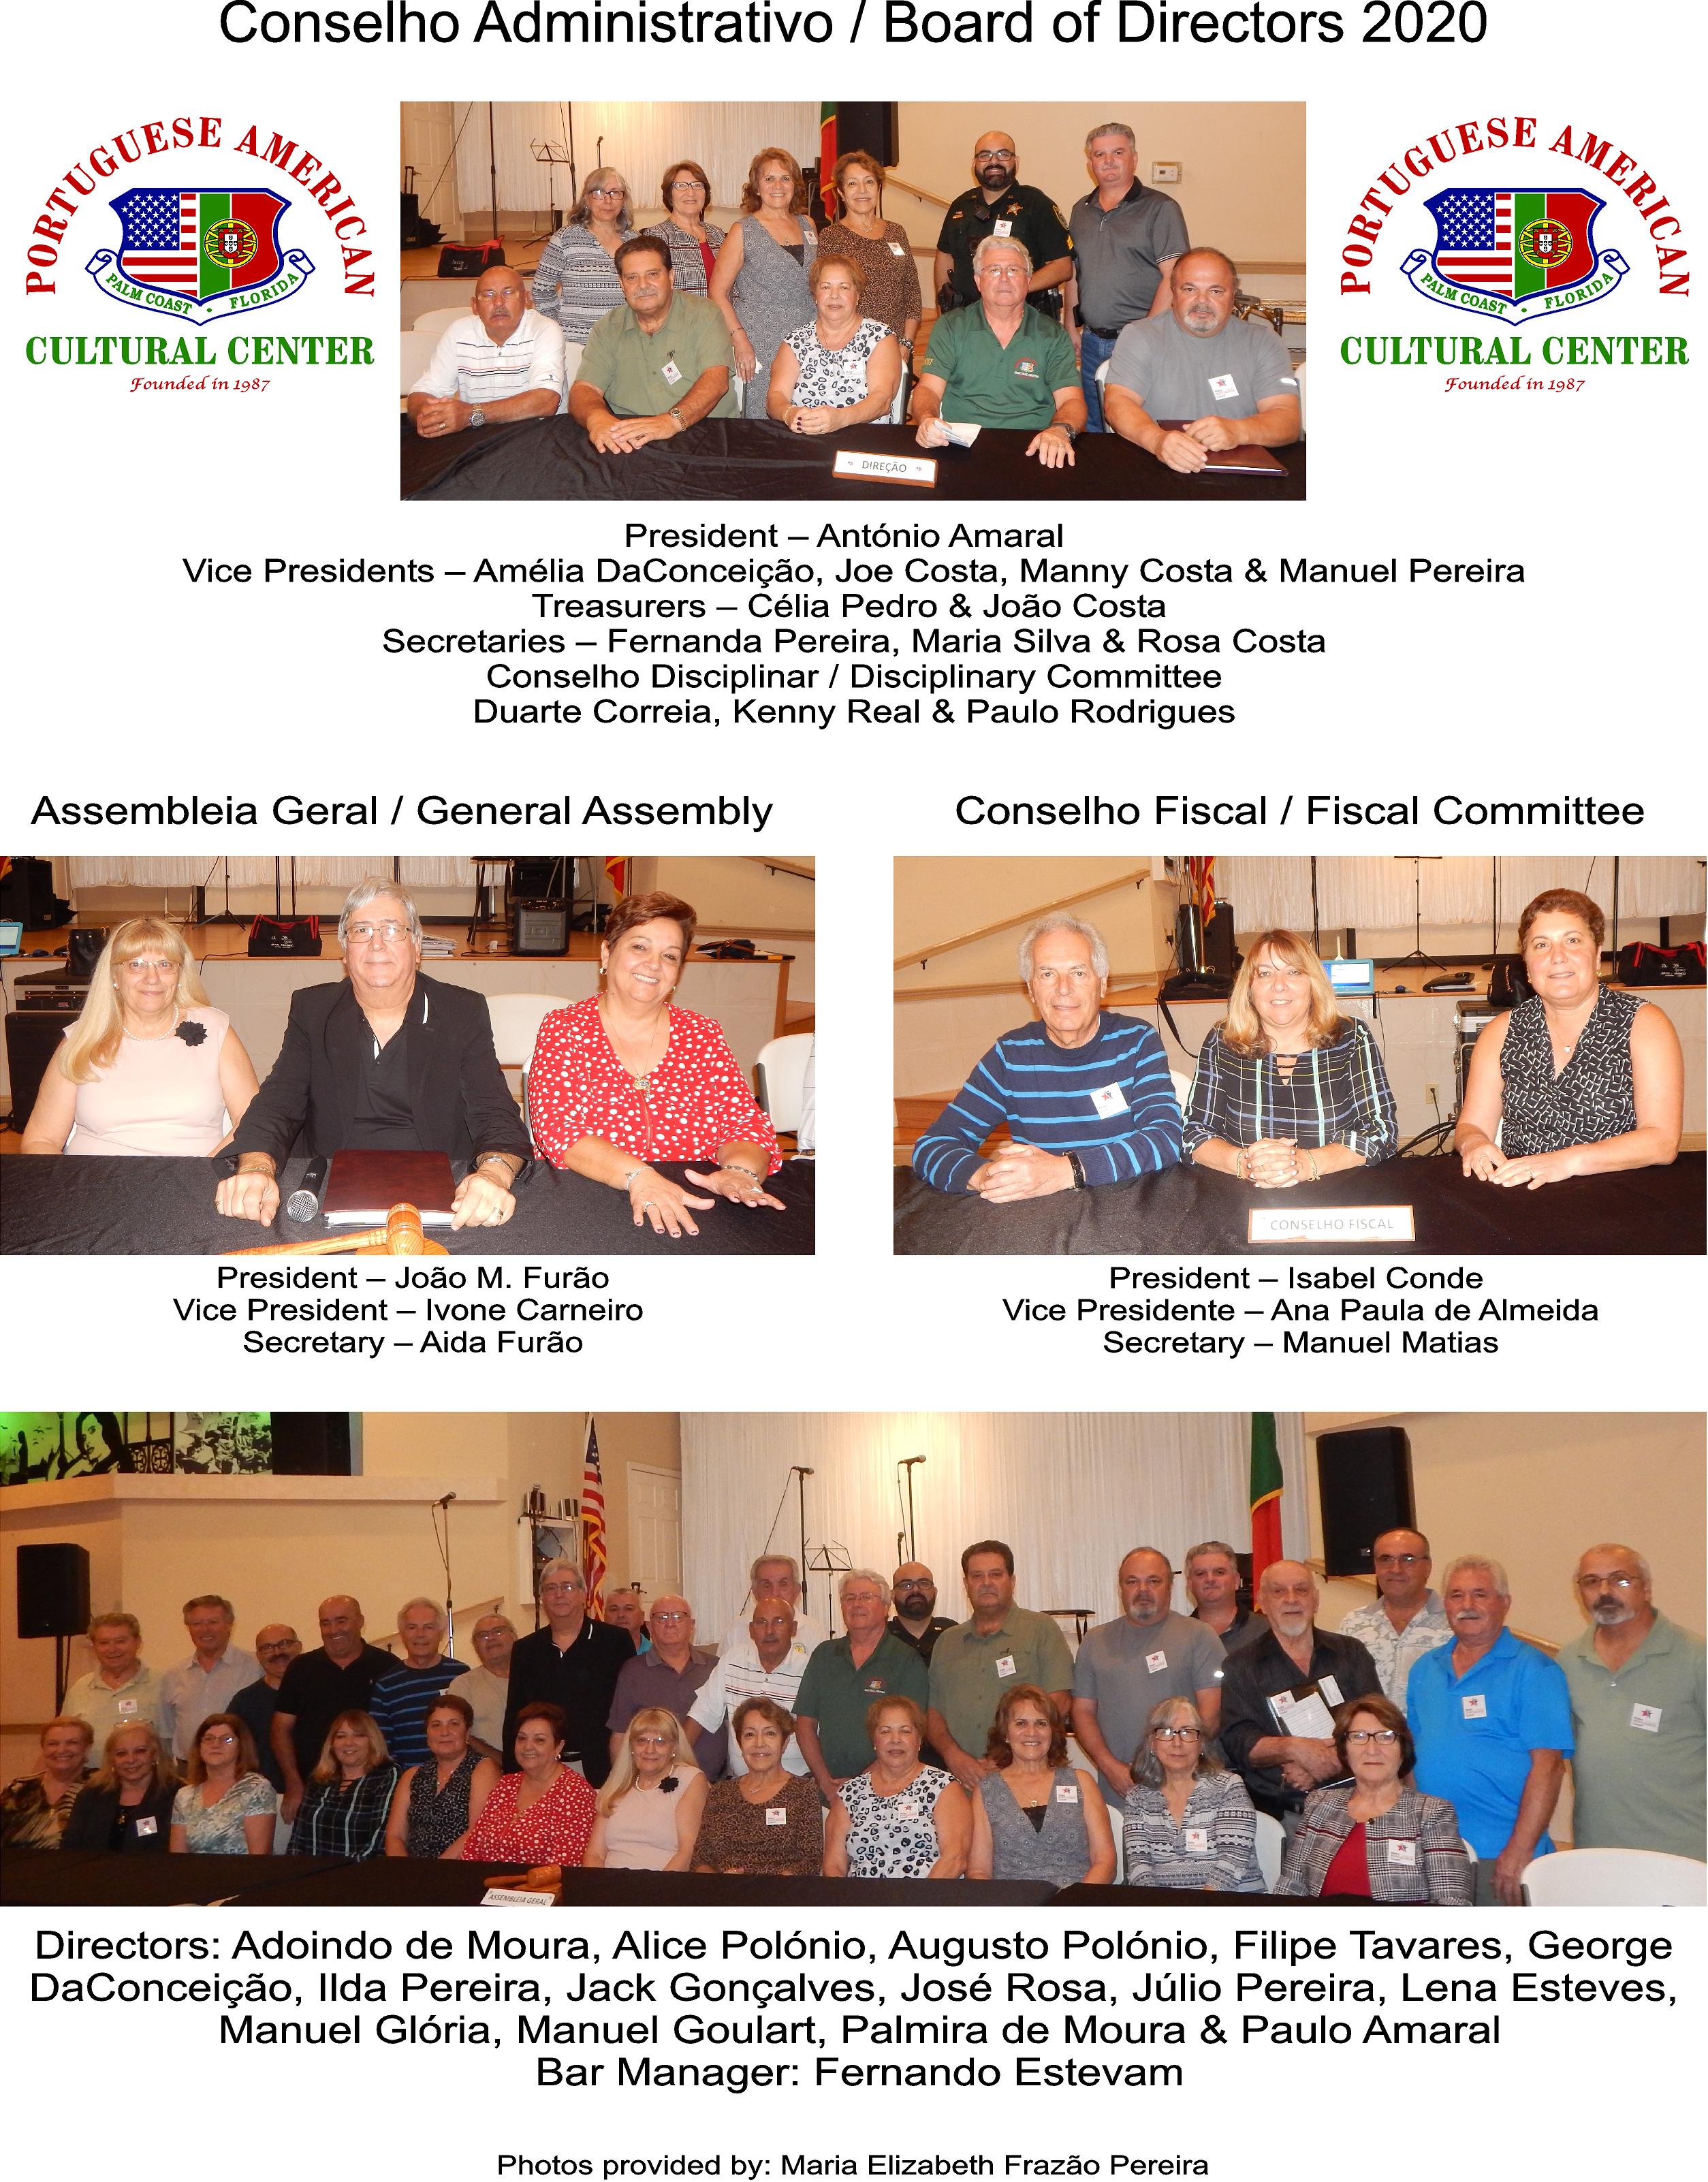 Conselho Administrativo / Board of Directors 2020
PORTUGUESE AMERICAN
PALM COAST • FLORIDA
CULTURAL CENTER
Founded in 1987
PORTUGUESE AMERICAN
PALM COAST • FLORIDA
CULTURAL CENTER
Founded in 1987
DIREÇÃO
President – António Amaral
Vice Presidents – Amélia DaConceição, Joe Costa, Manny Costa & Manuel Pereira
Treasurers – Célia Pedro & João Costa
Secretaries – Fernanda Pereira, Maria Silva & Rosa Costa
Conselho Disciplinar / Disciplinary Committee
Duarte Correia, Kenny Real & Paulo Rodrigues
Assembleia Geral / General Assembly
President – João M. Furão
Vice President – Ivone Carneiro
Secretary – Aida Furão
Conselho Fiscal / Fiscal Committee
CONSELHO FISCAL
President – Isabel Conde
Vice Presidente – Ana Paula de Almeida
Secretary – Manuel Matias
ASSEMBLEIA GERAL
Directors: Adoindo de Moura, Alice Polónio, Augusto Polónio, Filipe Tavares, George
DaConceição, Ilda Pereira, Jack Gonçalves, José Rosa, Júlio Pereira, Lena Esteves,
Manuel Glória, Manuel Goulart, Palmira de Moura & Paulo Amaral
Bar Manager: Fernando Estevam
Photos provided by: Maria Elizabeth Frazão Pereira